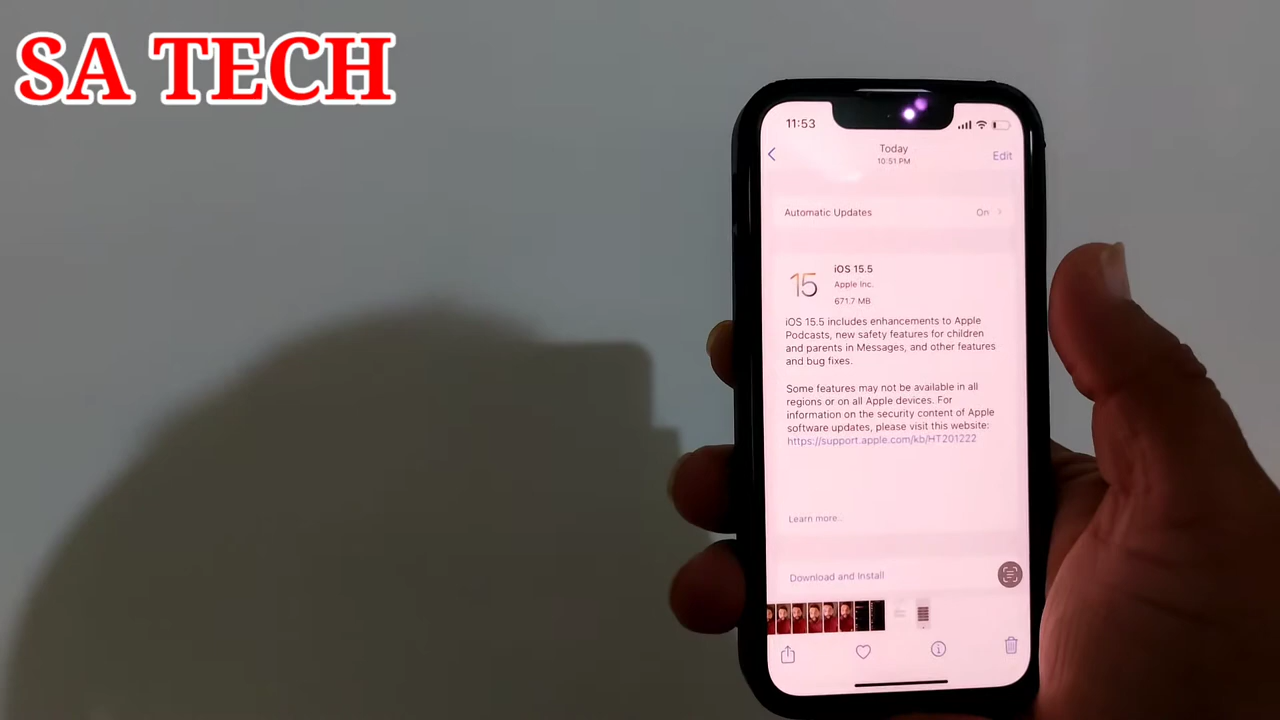 SA TECH
11:53
Today
10:51 PM
Edit
Automatic Updates
On
15
iOS 15.5
Apple Inc.
671.7 MB
iOS 15.5 includes enhancements to Apple
Podcasts, new safety features for children
and parents in Messages, and other features
and bug fixes.
Some features may not be available in all
regions or on all Apple devices. For
information on the security content of Apple
software updates, please visit this website:
https://support.apple.com/kb/HT201222
Learn more..
Download and Install